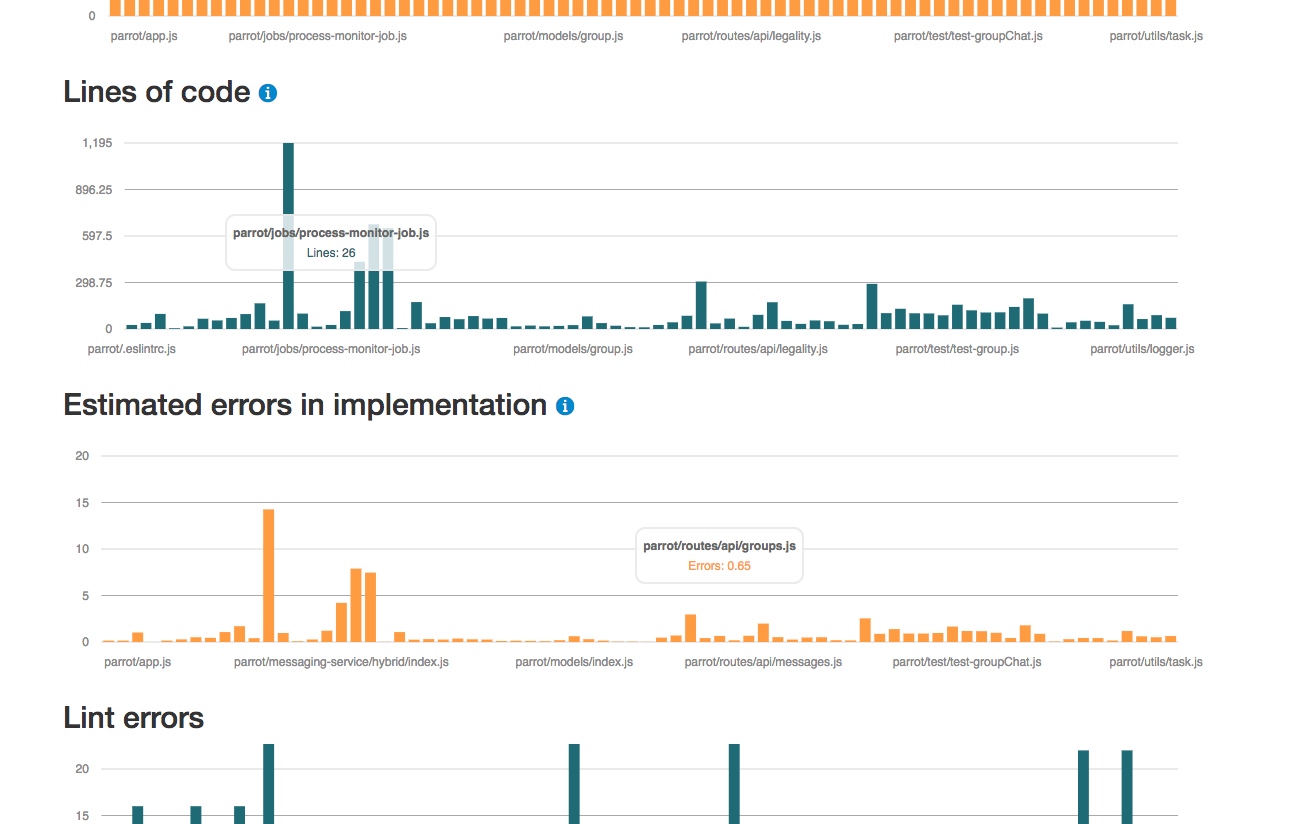 0
parrot/app.js parrot/jobs/process-monitor-job.js parrot/models/group.js parrot/routes/api/legality.js parrot/test/test-groupChat.js parrot/utils/task.js
Lines of code i
1,195
896.25
597.5
298.75
0
parrot/jobs/process-monitor-job.js
Lines: 26
parrot/.eslintrc.js parrot/jobs/process-monitor-job.js parrot/models/group.js parrot/routes/api/legality.js parrot/test/test-group.js parrot/utils/logger.js
Estimated errors in implementation i
20
15
10
5
0
parrot/routes/api/groups.js
Errors: 0.65
parrot/app.js parrot/messaging-service/hybrid/index.js parrot/models/index.js parrot/routes/api/messages.js parrot/test/test-groupChat.js parrot/utils/task.js
Lint errors
20
15